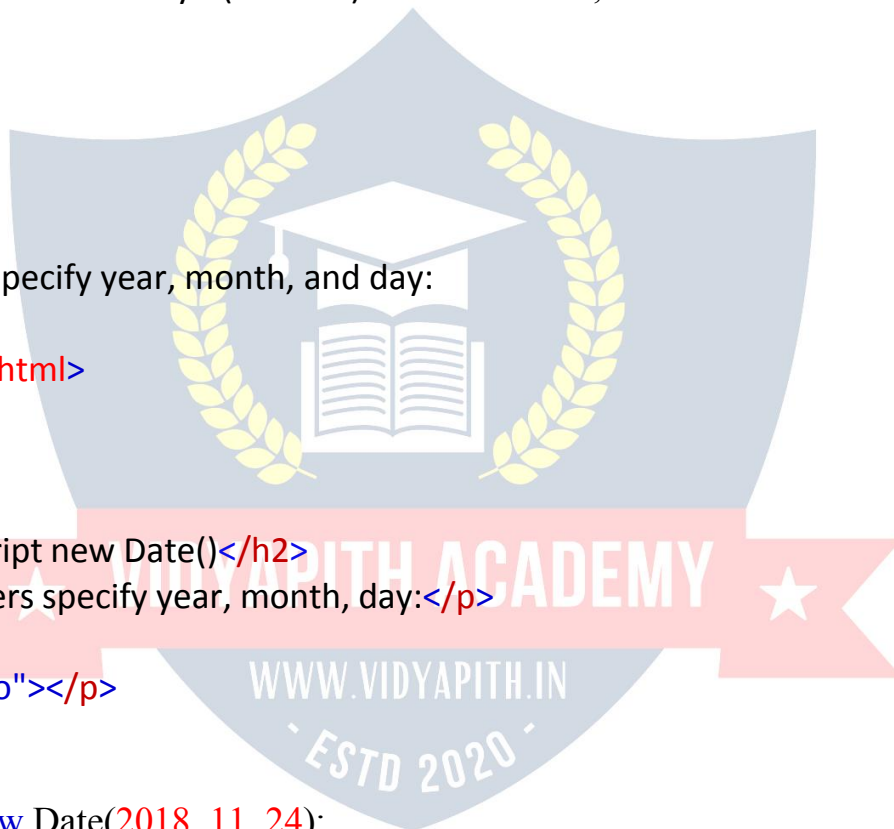 pecify year, month, and day:
html>
ript new Date()</h2>
VIDYAPITH ACADEMY
ers specify year, month, day:</p>
WWW.VIDYAPITH.IN
o"></p>
- ESTD 2020 -
w Date(2018, 11, 24);